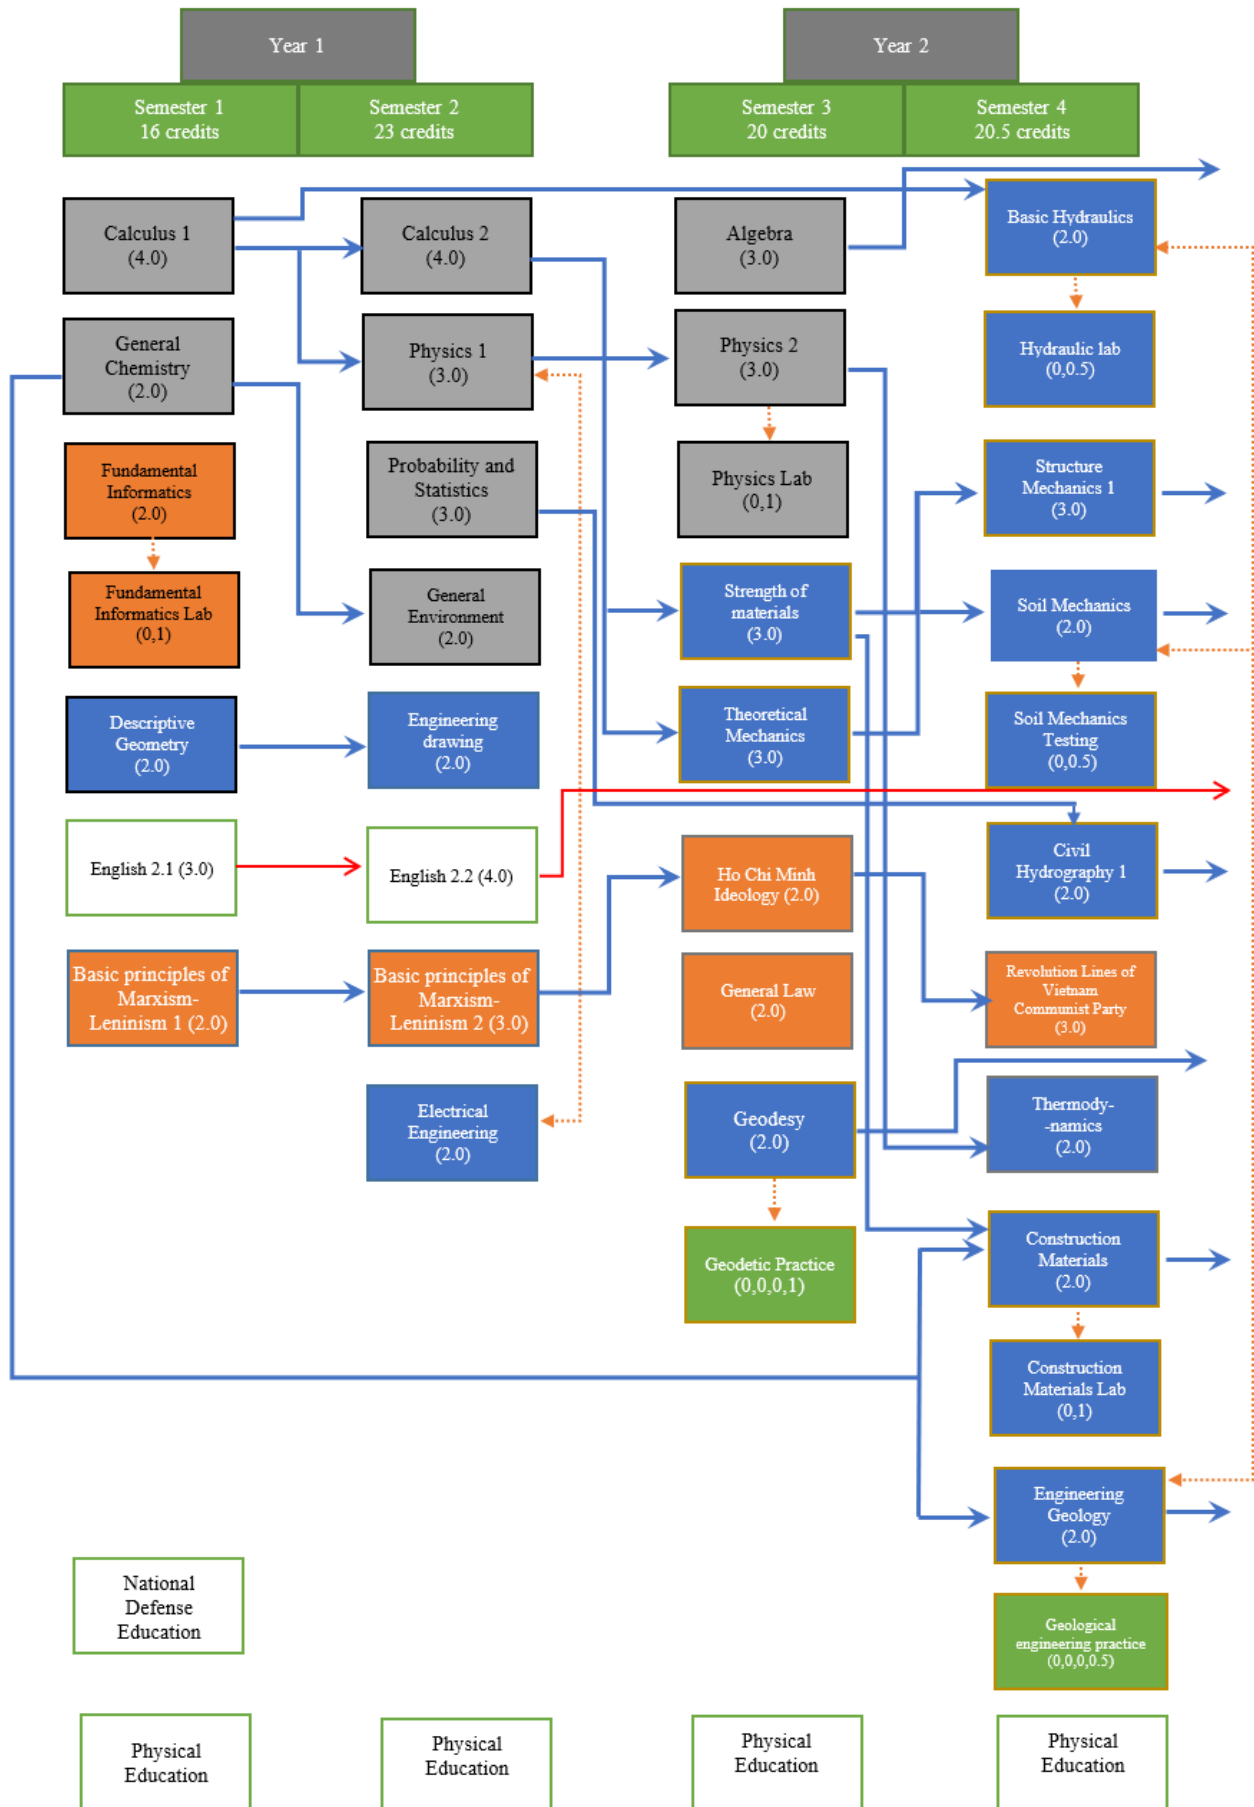 Year 1
Year 2
Semester 1
16 credits
Semester 2
23 credits
Semester 3
20 credits
Semester 4
20.5 credits
Calculus 1
(4.0)
Calculus 2
(4.0)
Algebra
(3.0)
Basic Hydraulics
(2.0)
General
Chemistry
(2.0)
Physics 1
(3.0)
Physics 2
(3.0)
Hydraulic lab
(0,0.5)
Fundamental
Informatics
(2.0)
Probability and
Statistics
(3.0)
Physics Lab
(0,1)
Structure
Mechanics 1
(3.0)
Fundamental
Informatics Lab
(0,1)
General
Environment
(2.0)
Strength of
materials
(3.0)
Soil Mechanics
(2.0)
Descriptive
Geometry
(2.0)
Engineering
drawing
(2.0)
Theoretical
Mechanics
(3.0)
Soil Mechanics
Testing
(0,0.5)
English 2.1 (3.0)
English 2.2 (4.0)
Ho Chi Minh
Ideology (2.0)
Civil
Hydrography 1
(2.0)
Basic principles of
Marxism-
Leninism 1 (2.0)
Basic principles of
Marxism-
Leninism 2 (3.0)
General Law
(2.0)
Revolution Lines of
Vietnam
Communist Party
(3.0)
Electrical
Engineering
(2.0)
Geodesy
(2.0)
Thermody-
-namics
(2.0)
Geodetic Practice
(0,0,0,1)
Construction
Materials
(2.0)
Construction
Materials Lab
(0,1)
Engineering
Geology
(2.0)
National
Defense
Education
Geological
engineering practice
(0,0,0,0.5)
Physical
Education
Physical
Education
Physical
Education
Physical
Education